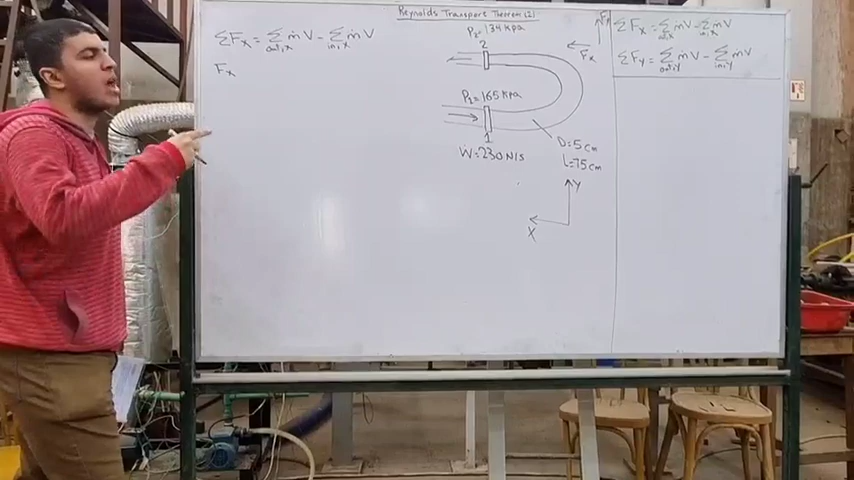 Reynolds Transport Theorem (2)
ΣFx = Σ ṁV - Σ ṁV
out,x in,x
Fx
P2= 134 kpa
2
Fx
P1= 165 kpa
1
Ẇ= 230 N/s
D= 5 cm
L=75 cm
Y
X
ΣFx = Σ ṁV - Σ ṁV
out,x in,x
ΣFy = Σ ṁV - Σ ṁV
out,y in,y